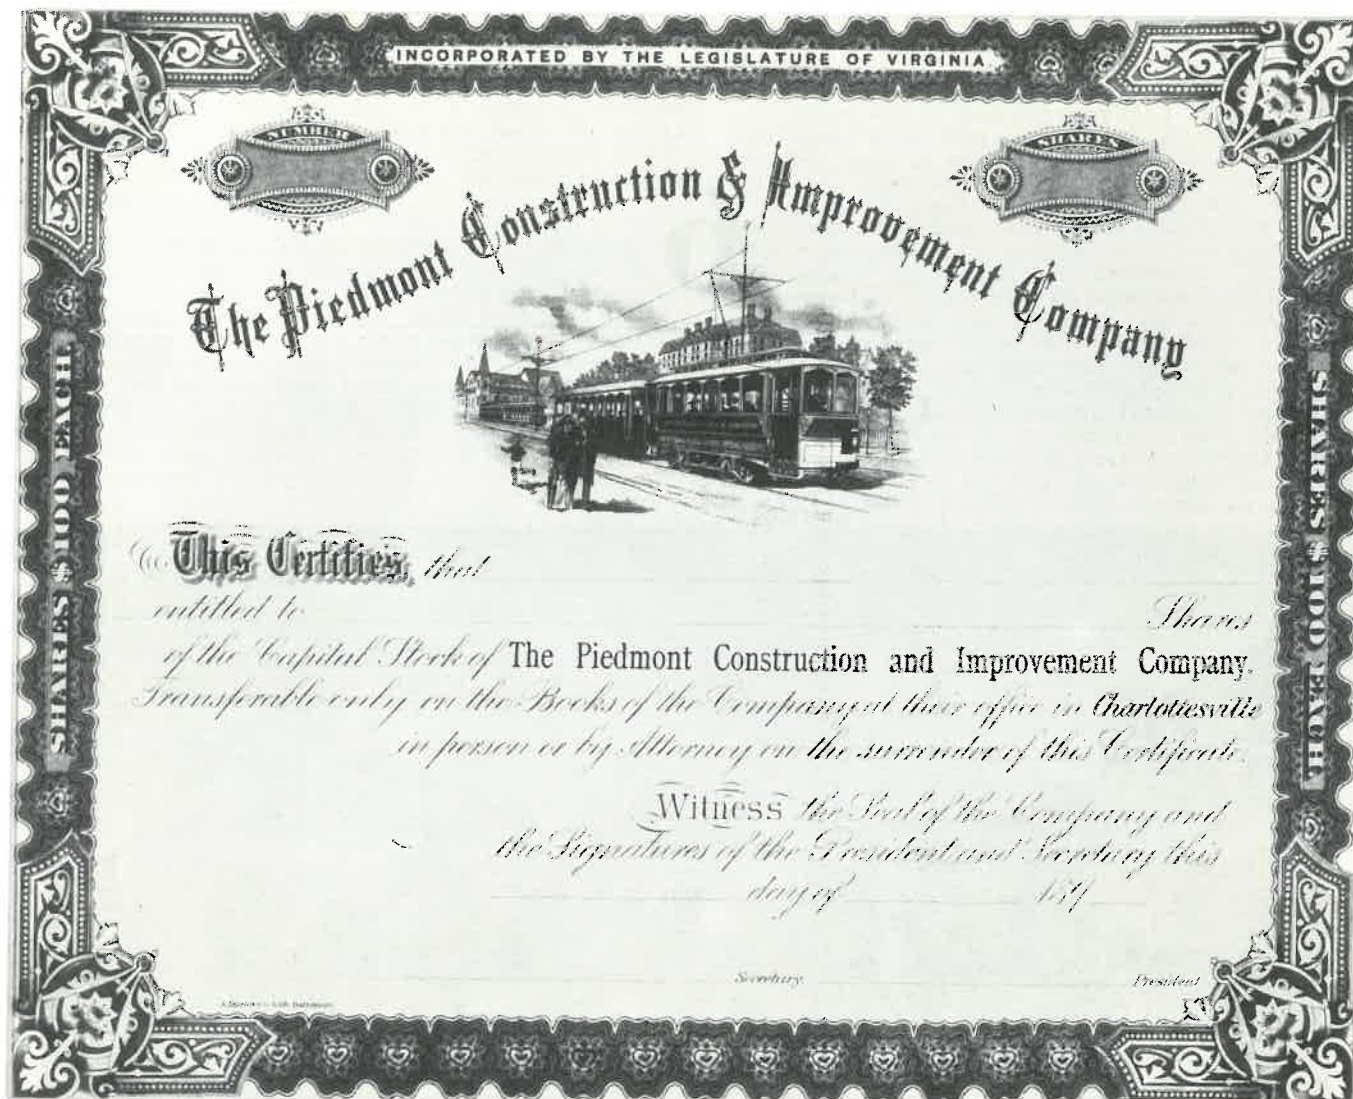 INCORPORATED BY THE LEGISLATURE OF VIRGINIA
NUMBER
SHARES
The Piedmont Construction & Improvement Company
SHARES $100 EACH
SHARES $100 EACH.
This Certifies, that
entitled to Shares
of the Capital Stock of The Piedmont Construction and Improvement Company.
Transferable only on the Books of the Company at their office in Charlottesville
in person or by Attorney on the surrender of this Certificate.
Witness the Seal of the Company and
the Signatures of the President and Secretary this
day of 189
Secretary. President